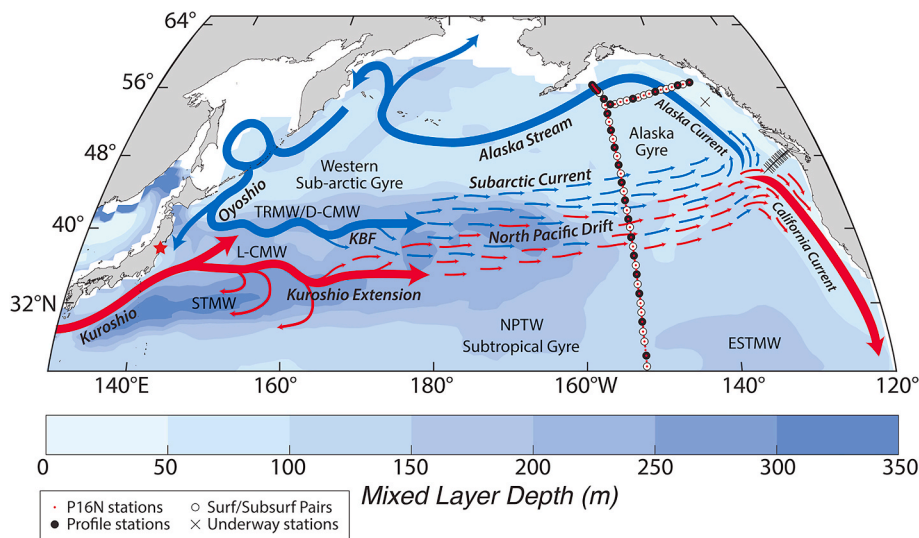 64°
56°
48°
40°
32°N
Western
Sub-arctic Gyre
Alaska Stream
Alaska
Gyre
Alaska Current
Oyoshio
Subarctic Current
TRMW/D-CMW
KBF
North Pacific Drift
L-CMW
STMW
Kuroshio Extension
Kuroshio
California Current
NPTW
Subtropical Gyre
ESTMW
140°E
160°
180°
160°W
140°
120°
0
50
100
150
200
250
300
350
Mixed Layer Depth (m)
P16N stations
Surf/Subsurf Pairs
Profile stations
Underway stations